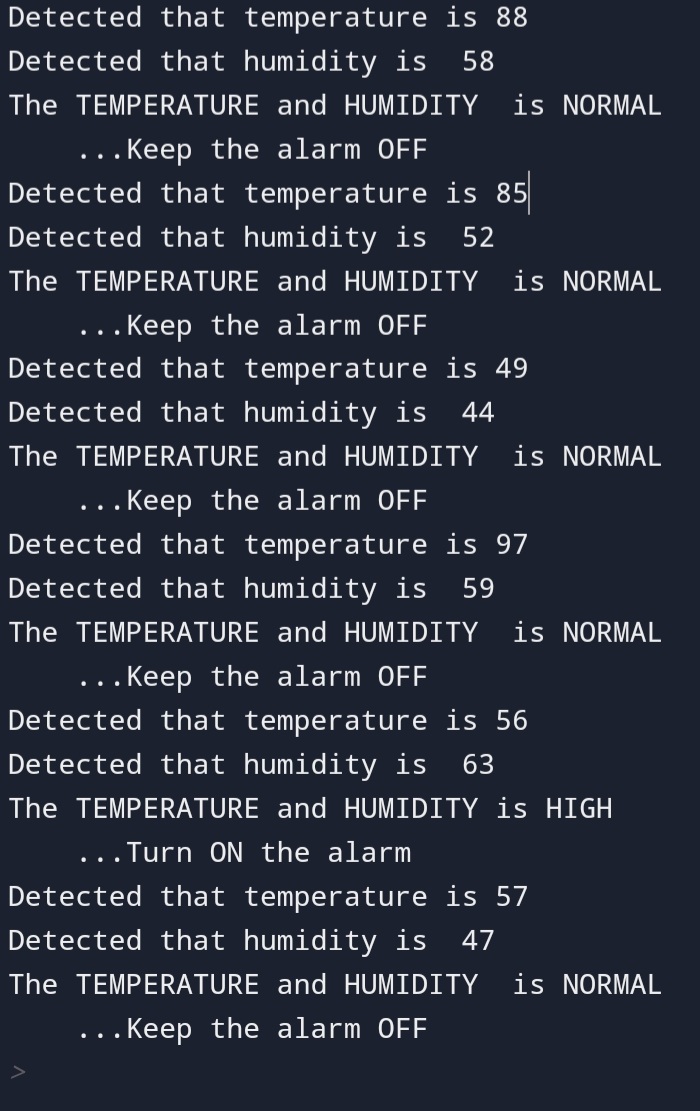 Detected that temperature is 88
Detected that humidity is  58
The TEMPERATURE and HUMIDITY  is NORMAL
    ...Keep the alarm OFF
Detected that temperature is 85
Detected that humidity is  52
The TEMPERATURE and HUMIDITY  is NORMAL
    ...Keep the alarm OFF
Detected that temperature is 49
Detected that humidity is  44
The TEMPERATURE and HUMIDITY  is NORMAL
    ...Keep the alarm OFF
Detected that temperature is 97
Detected that humidity is  59
The TEMPERATURE and HUMIDITY  is NORMAL
    ...Keep the alarm OFF
Detected that temperature is 56
Detected that humidity is  63
The TEMPERATURE and HUMIDITY is HIGH
    ...Turn ON the alarm
Detected that temperature is 57
Detected that humidity is  47
The TEMPERATURE and HUMIDITY  is NORMAL
    ...Keep the alarm OFF
>